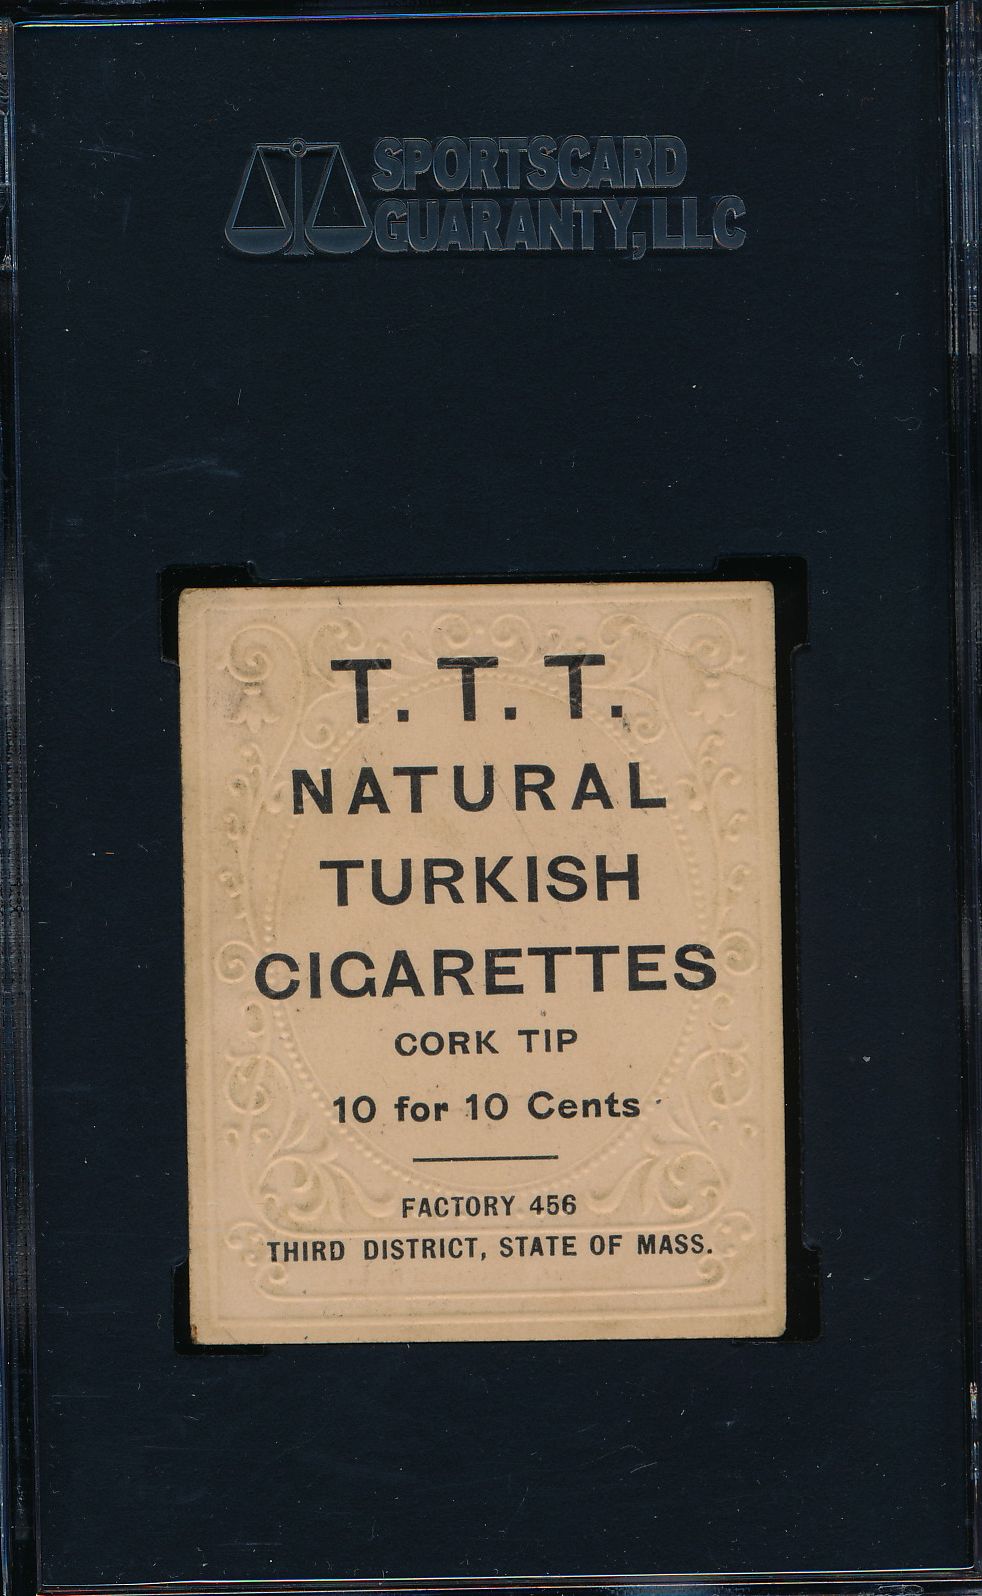 SPORTSCARD
GUARANTY, LLC
T. T. T.
NATURAL
TURKISH
CIGARETTES
CORK TIP
10 for 10 Cents
FACTORY 456
THIRD DISTRICT, STATE OF MASS.